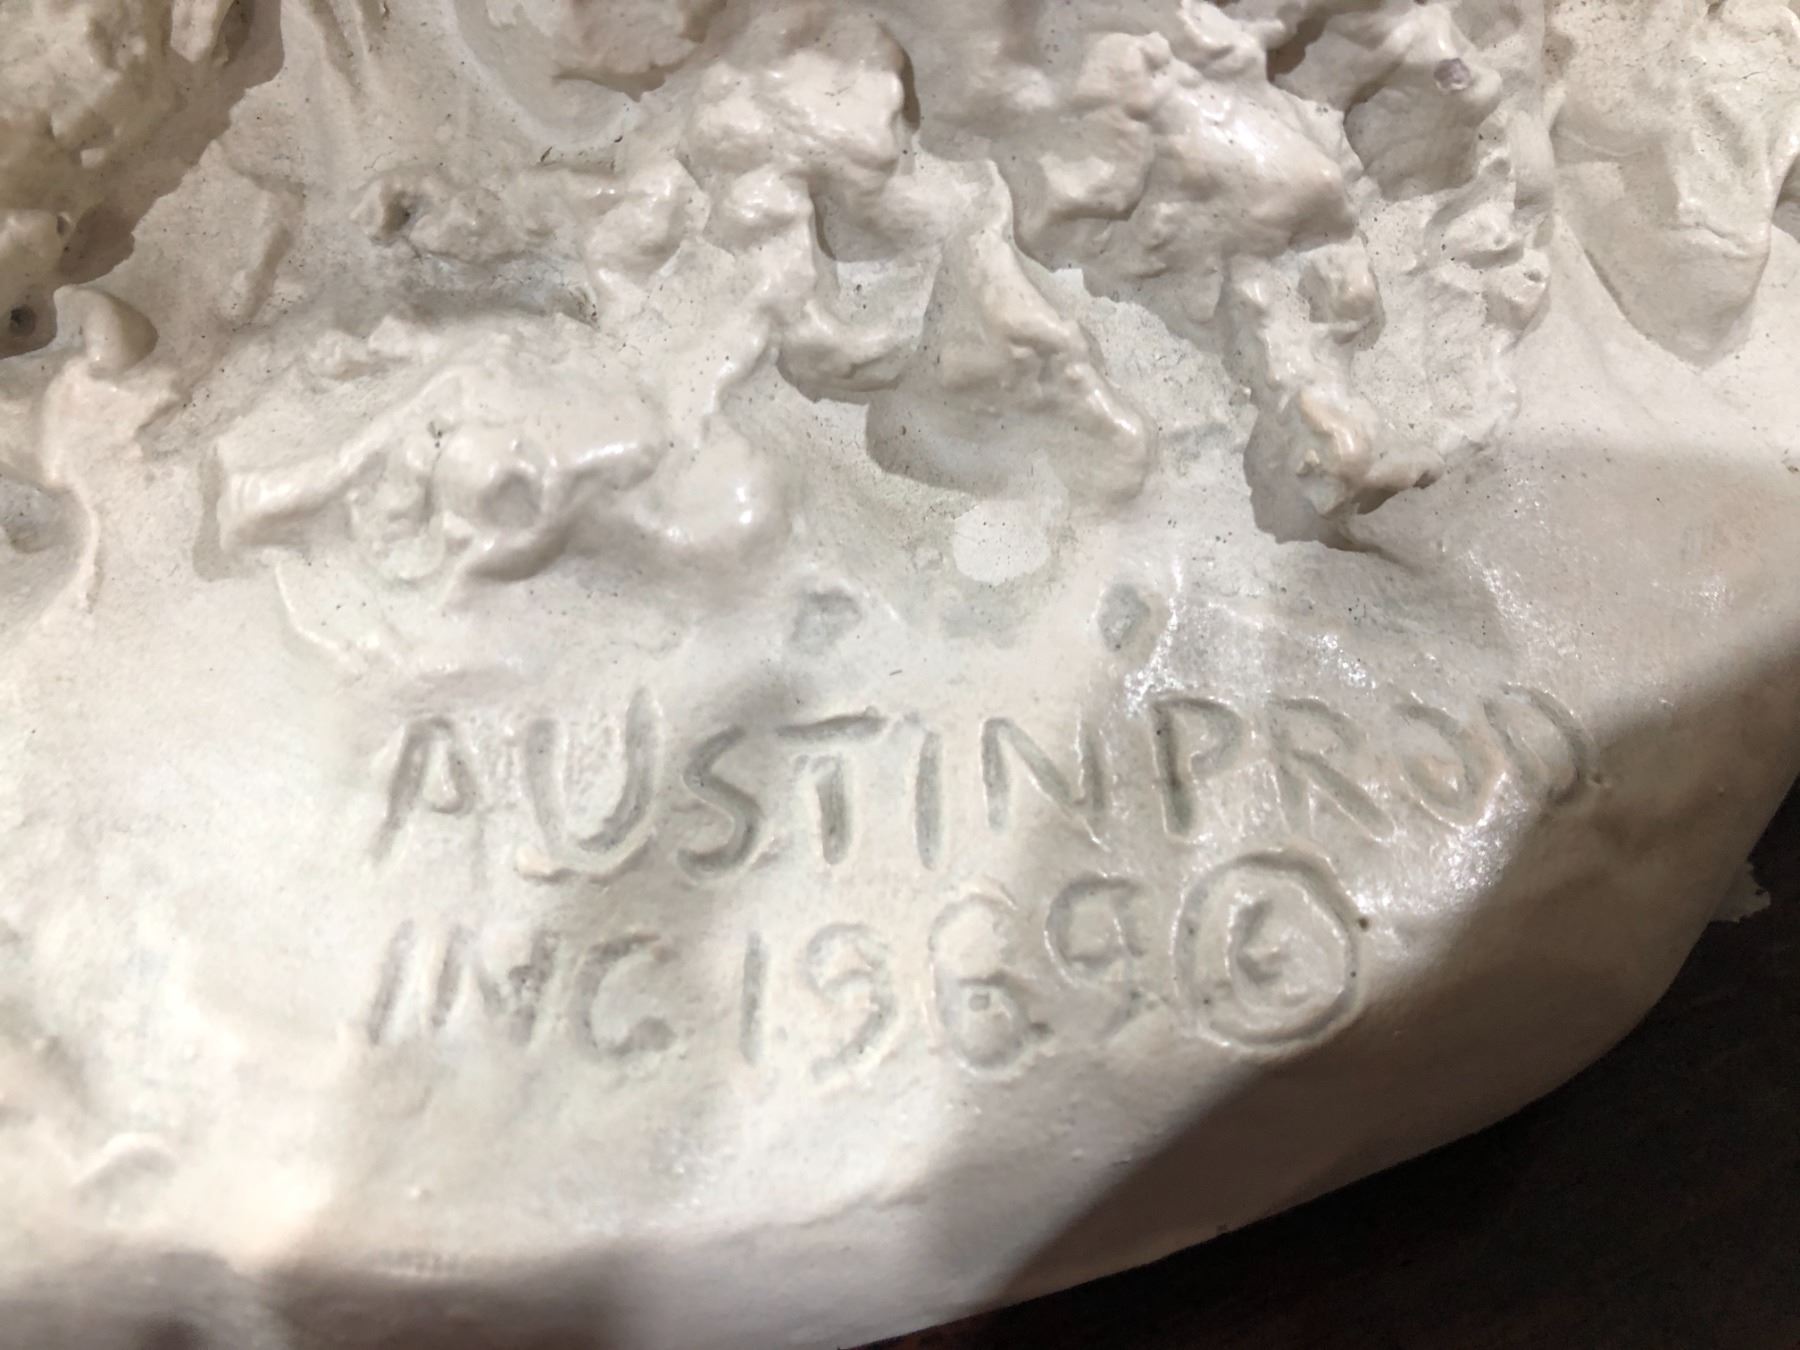 AUSTIN PROD
INC 1969 ©